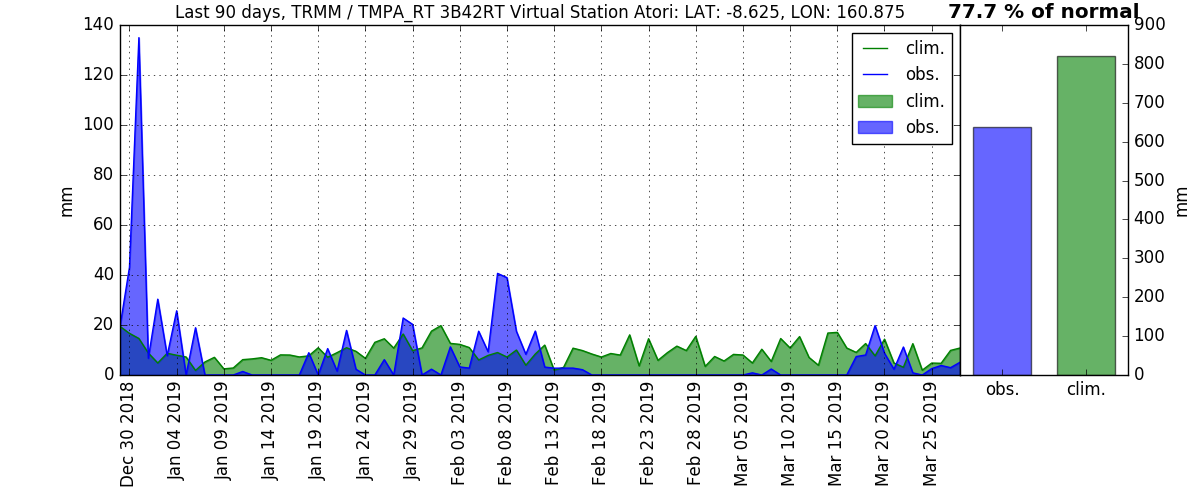 Last 90 days, TRMM / TMPA_RT 3B42RT Virtual Station Atori: LAT: -8.625, LON: 160.875
77.7 % of normal
140
120
100
80
60
40
20
0
mm
clim.
obs.
clim.
obs.
900
800
700
600
500
400
300
200
100
0
mm
Dec 30 2018
Jan 04 2019
Jan 09 2019
Jan 14 2019
Jan 19 2019
Jan 24 2019
Jan 29 2019
Feb 03 2019
Feb 08 2019
Feb 13 2019
Feb 18 2019
Feb 23 2019
Feb 28 2019
Mar 05 2019
Mar 10 2019
Mar 15 2019
Mar 20 2019
Mar 25 2019
obs.
clim.